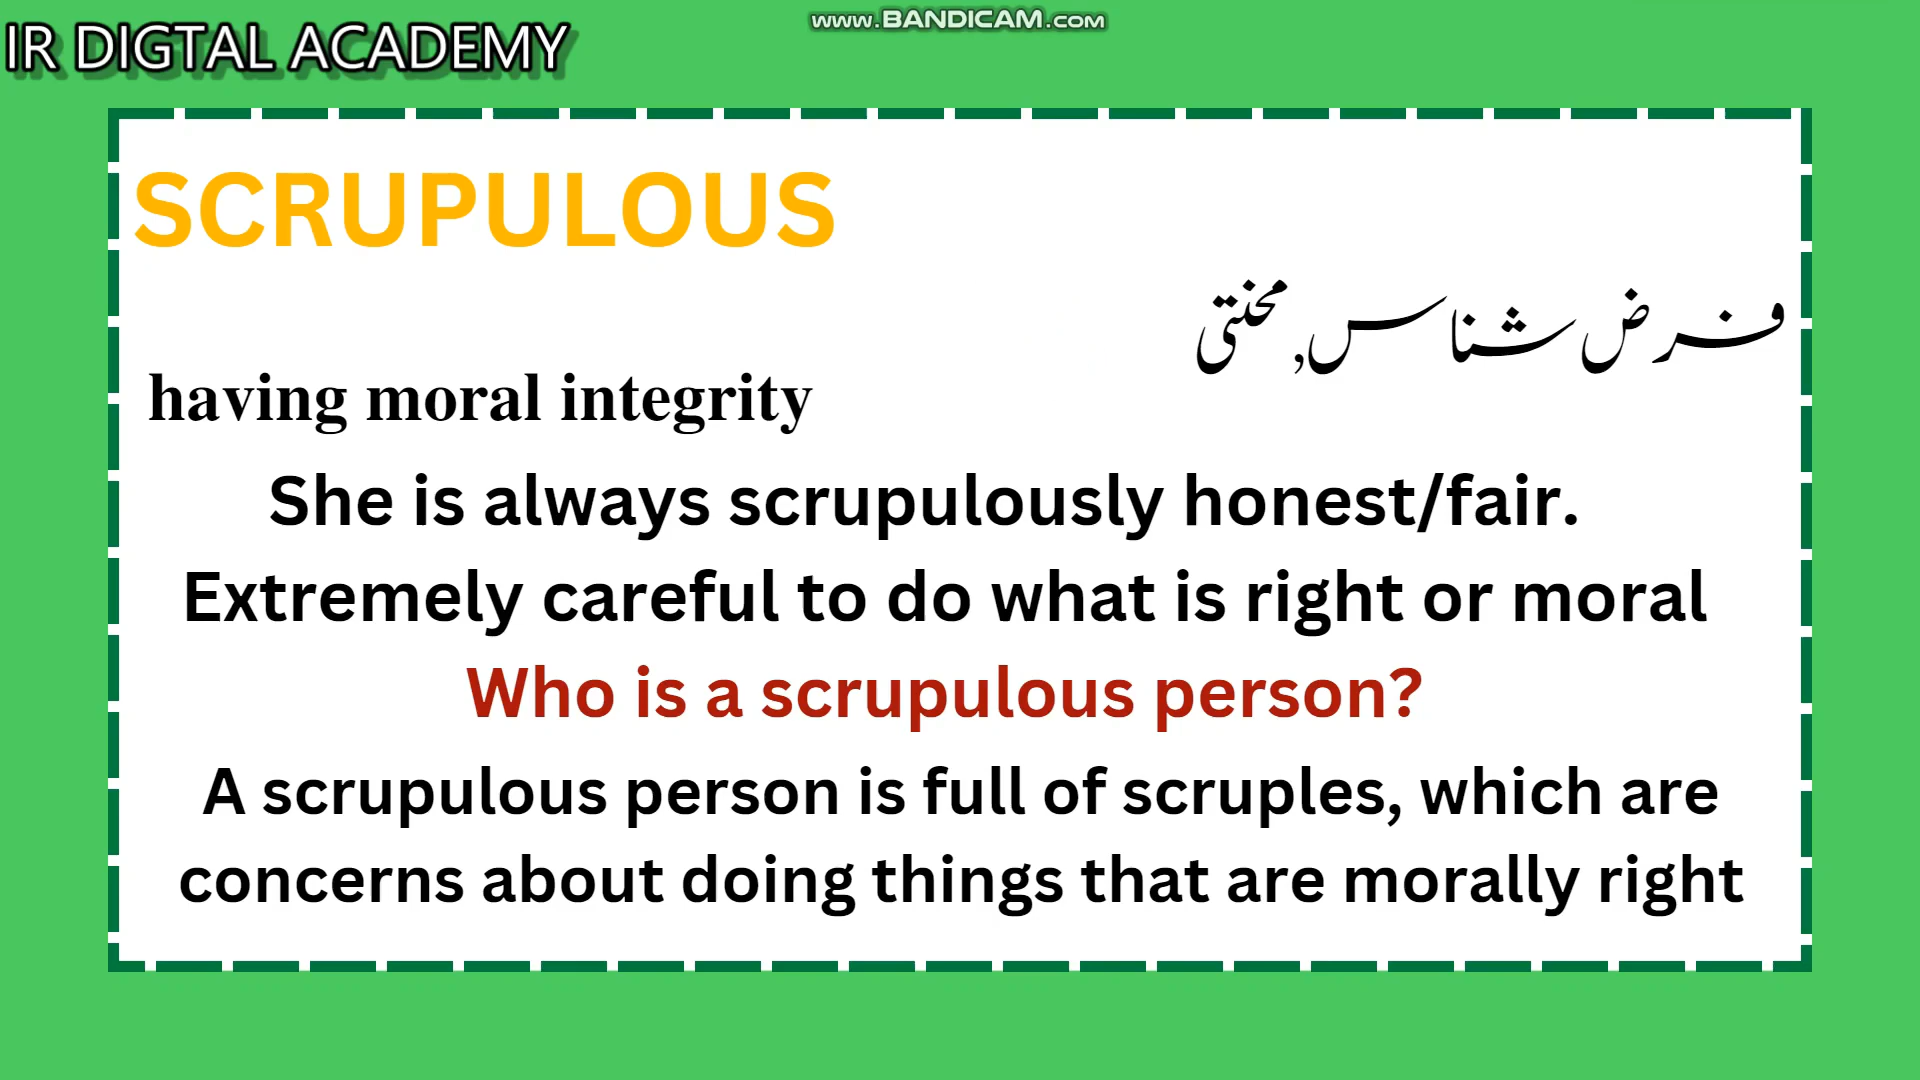 www.BANDICAM.com
IR DIGTAL ACADEMY
SCRUPULOUS
فرض شناس, محنتی
having moral integrity
She is always scrupulously honest/fair.
Extremely careful to do what is right or moral
Who is a scrupulous person?
A scrupulous person is full of scruples, which are
concerns about doing things that are morally right